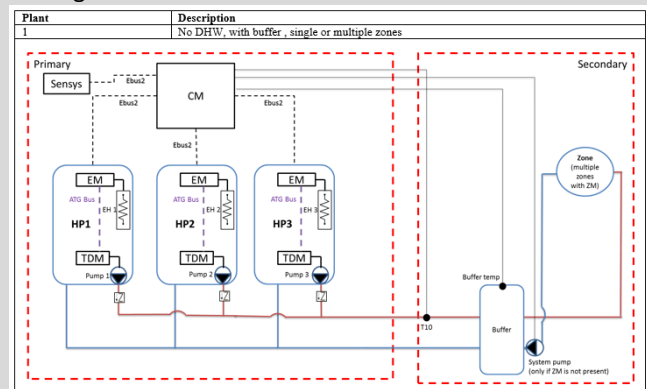 Plant Description
1 No DHW, with buffer , single or multiple zones
Primary
Secondary
Sensys
Ebus2
CM
Ebus2
Ebus2
Ebus2
Zone
(multiple
zones
with ZM)
EM
ATG Bus
EH 1
HP1
TDM
Pump 1
EM
ATG Bus
EH 2
HP2
TDM
Pump 2
EM
ATG Bus
EH 3
HP3
TDM
Pump 3
Buffer temp
T10
Buffer
System pump
(only if ZM is not present)